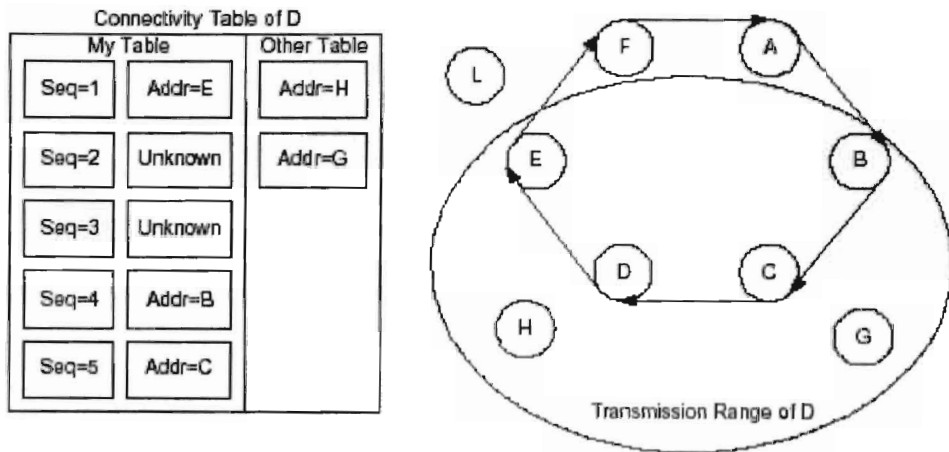 Connectivity Table of D
My Table
Other Table
Seq=1
Addr=E
Addr=H
Seq=2
Unknown
Addr=G
Seq=3
Unknown
Seq=4
Addr=B
Seq=5
Addr=C
F
A
L
E
B
D
C
H
G
Transmission Range of D